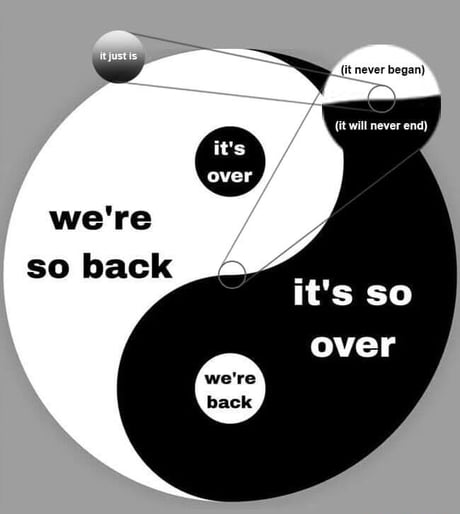 it just is
(it never began)
(it will never end)
it's
over
we're
so back
it's so
over
we're
back